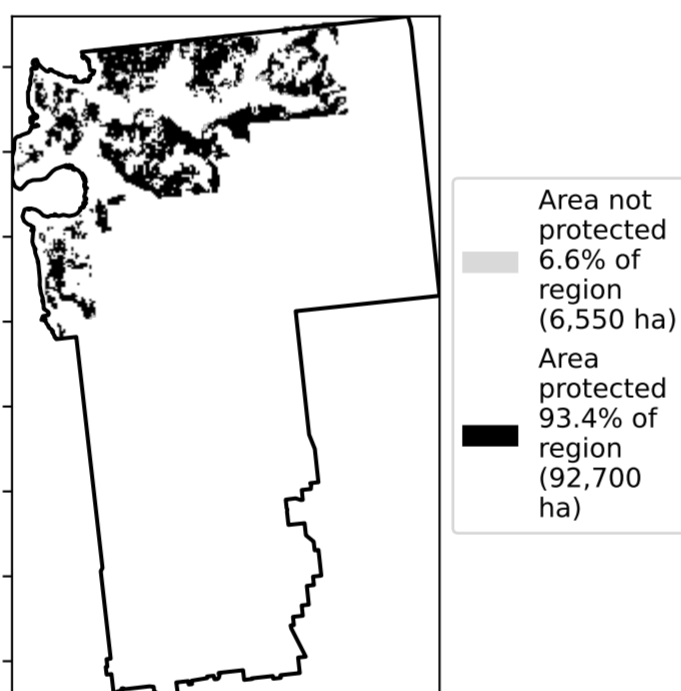 Area not
protected
6.6% of
region
(6,550 ha)
Area
protected
93.4% of
region
(92,700
ha)